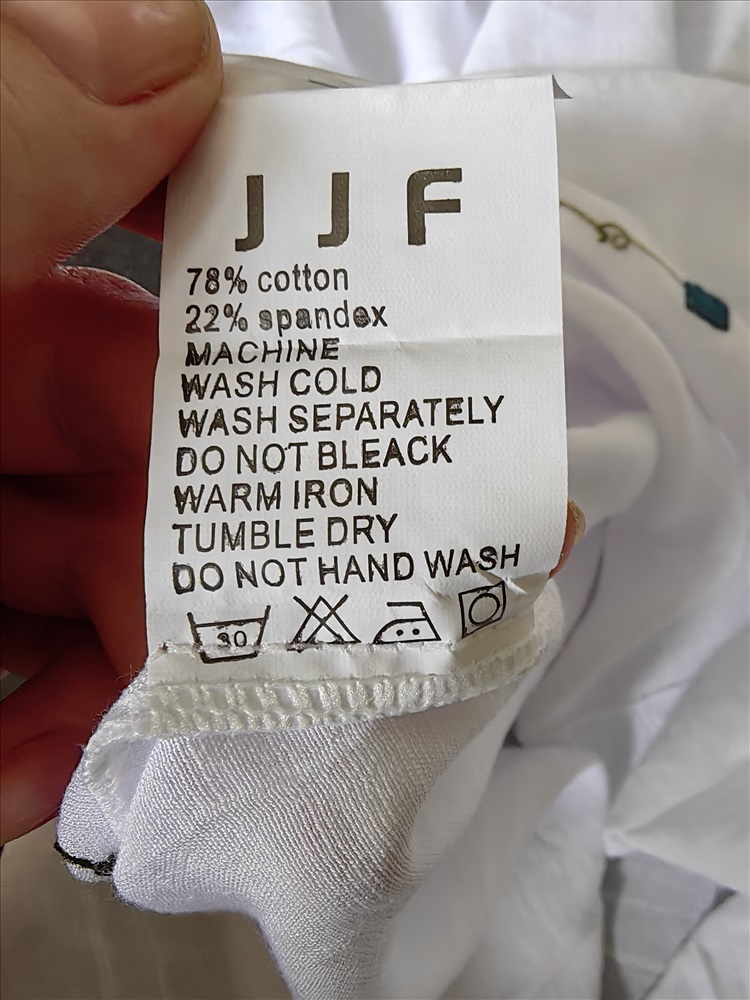 JJF
78% cotton
22% spandex
MACHINE
WASH COLD
WASH SEPARATELY
DO NOT BLEACK
WARM IRON
TUMBLE DRY
DO NOT HAND WASH
30